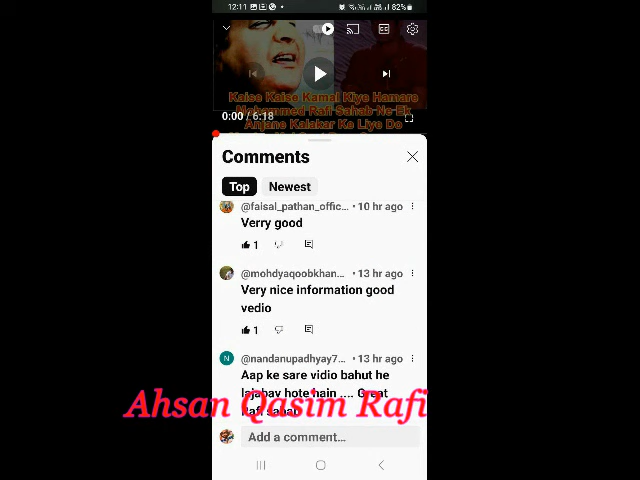 12:11
82%
Kaise Kaise Kamal Kiye Hamare
Mohammed Rafi Sahab Ne Ek
Anjane Kalakar Ke Liye Do
0:00 / 6:18
Comments
Top Newest
@faisal_pathan_offic... • 10 hr ago
Verry good
1
@mohdyaqoobkhan... • 13 hr ago
Very nice information good
vedio
1
@nandanupadhyay7... • 13 hr ago
Aap ke sare vidio bahut he
lajabav hote hain .... Great
Rafi sahab
Ahsan Qasim Rafi
Add a comment...